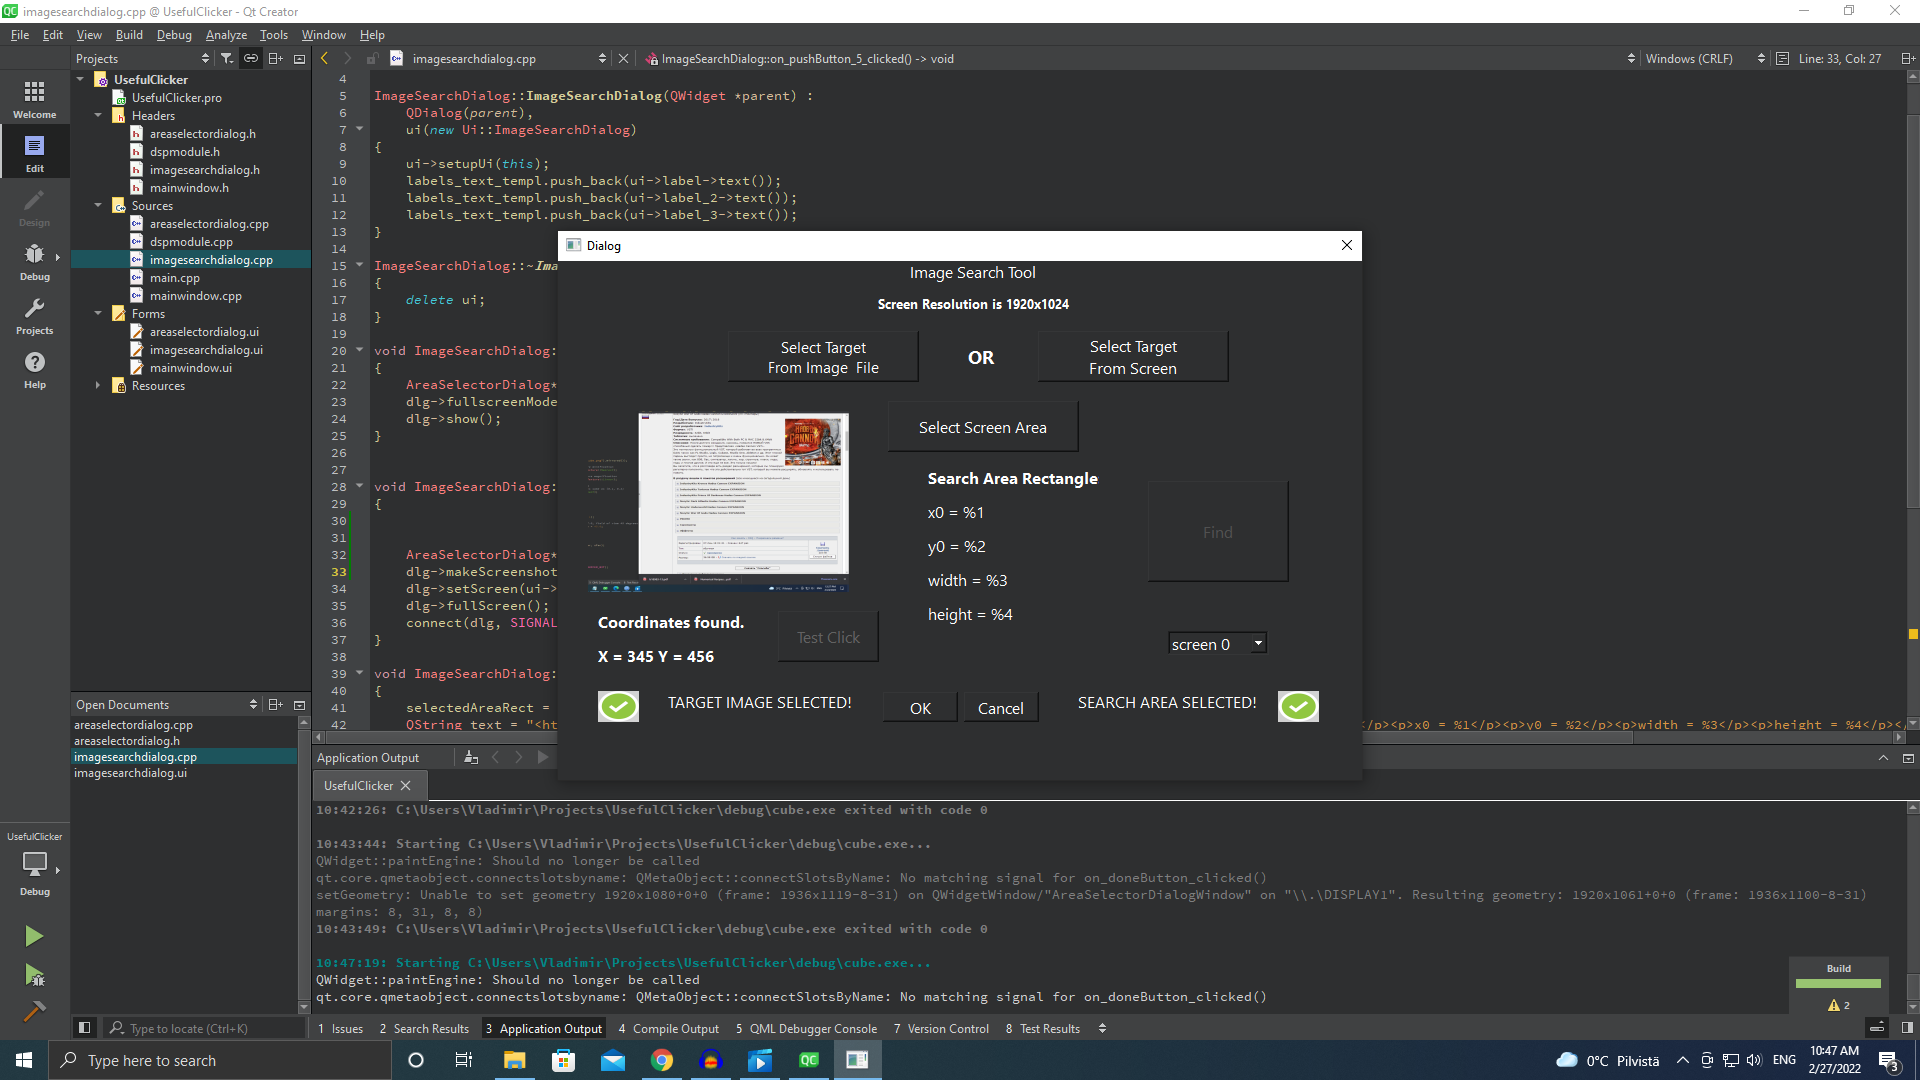 imagesearchdialog.cpp @ UsefulClicker - Qt Creator
File Edit View Build Debug Analyze Tools Window Help
Projects
imagesearchdialog.cpp
ImageSearchDialog::on_pushButton_5_clicked() -> void
Windows (CRLF)
Line: 33, Col: 27
Welcome
Edit
Design
Debug
Projects
Help
UsefulClicker
UsefulClicker.pro
Headers
areaselectordialog.h
dspmodule.h
imagesearchdialog.h
mainwindow.h
Sources
areaselectordialog.cpp
dspmodule.cpp
imagesearchdialog.cpp
main.cpp
mainwindow.cpp
Forms
areaselectordialog.ui
imagesearchdialog.ui
mainwindow.ui
Resources
4
5 ImageSearchDialog::ImageSearchDialog(QWidget *parent) :
6 QDialog(parent),
7 ui(new Ui::ImageSearchDialog)
8 {
9 ui->setupUi(this);
10 labels_text_templ.push_back(ui->label->text());
11 labels_text_templ.push_back(ui->label_2->text());
12 labels_text_templ.push_back(ui->label_3->text());
13 }
14
15 ImageSearchDialog::~Ima
16 {
17 delete ui;
18 }
19
20 void ImageSearchDialog:
21 {
22 AreaSelectorDialog*
23 dlg->fullscreenMode
24 dlg->show();
25 }
26
27
28 void ImageSearchDialog:
29 {
30
31
32 AreaSelectorDialog*
33 dlg->makeScreenshot
34 dlg->setScreen(ui->
35 dlg->fullScreen();
36 connect(dlg, SIGNAL
37 }
38
39 void ImageSearchDialog:
40 {
41 selectedAreaRect =
42 QString text = "<ht
/p><p>x0 = %1</p><p>y0 = %2</p><p>width = %3</p><p>height = %4</p></
Dialog
Image Search Tool
Screen Resolution is 1920x1024
Select Target
From Image File
OR
Select Target
From Screen
Select Screen Area
Search Area Rectangle
x0 = %1
y0 = %2
width = %3
height = %4
Find
Coordinates found.
X = 345 Y = 456
Test Click
screen 0
TARGET IMAGE SELECTED!
OK
Cancel
SEARCH AREA SELECTED!
Open Documents
areaselectordialog.cpp
areaselectordialog.h
imagesearchdialog.cpp
imagesearchdialog.ui
Application Output
UsefulClicker
10:42:26: C:\Users\Vladimir\Projects\UsefulClicker\debug\cube.exe exited with code 0
10:43:44: Starting C:\Users\Vladimir\Projects\UsefulClicker\debug\cube.exe...
QWidget::paintEngine: Should no longer be called
qt.core.qmetaobject.connectslotsbyname: QMetaObject::connectSlotsByName: No matching signal for on_doneButton_clicked()
setGeometry: Unable to set geometry 1920x1080+0+0 (frame: 1936x1119-8-31) on QWidgetWindow/"AreaSelectorDialogWindow" on "\\.\DISPLAY1". Resulting geometry: 1920x1061+0+0 (frame: 1936x1100-8-31)
margins: 8, 31, 8, 8)
10:43:49: C:\Users\Vladimir\Projects\UsefulClicker\debug\cube.exe exited with code 0
10:47:19: Starting C:\Users\Vladimir\Projects\UsefulClicker\debug\cube.exe...
QWidget::paintEngine: Should no longer be called
qt.core.qmetaobject.connectslotsbyname: QMetaObject::connectSlotsByName: No matching signal for on_doneButton_clicked()
UsefulClicker
Debug
Build
2
Type to locate (Ctrl+K)
1 Issues 2 Search Results 3 Application Output 4 Compile Output 5 QML Debugger Console 7 Version Control 8 Test Results
Type here to search
0°C Pilvistä
ENG
10:47 AM
2/27/2022
3